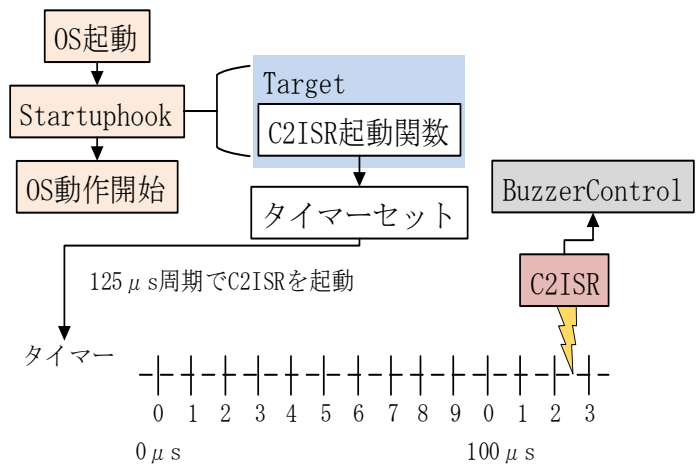 OS起動
Startuphook
OS動作開始
Target
C2ISR起動関数
タイマーセット
BuzzerControl
C2ISR
125μs周期でC2ISRを起動
タイマー
0 1 2 3 4 5 6 7 8 9 0 1 2 3
0μs 100μs